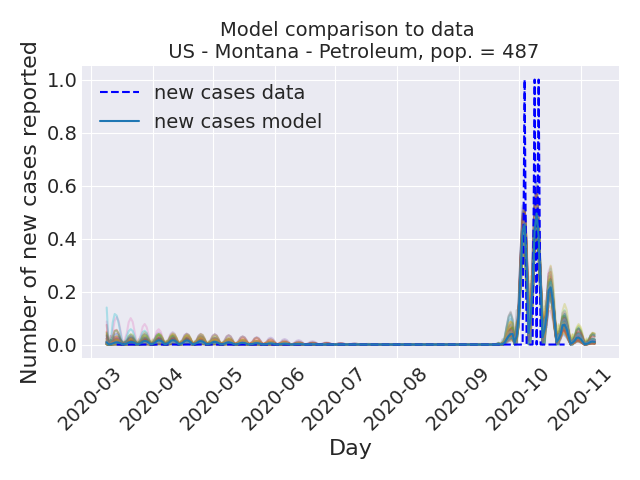 Model comparison to data
US - Montana - Petroleum, pop. = 487
Number of new cases reported
1.0
0.8
0.6
0.4
0.2
0.0
new cases data
new cases model
2020-03
2020-04
2020-05
2020-06
2020-07
2020-08
2020-09
2020-10
2020-11
Day